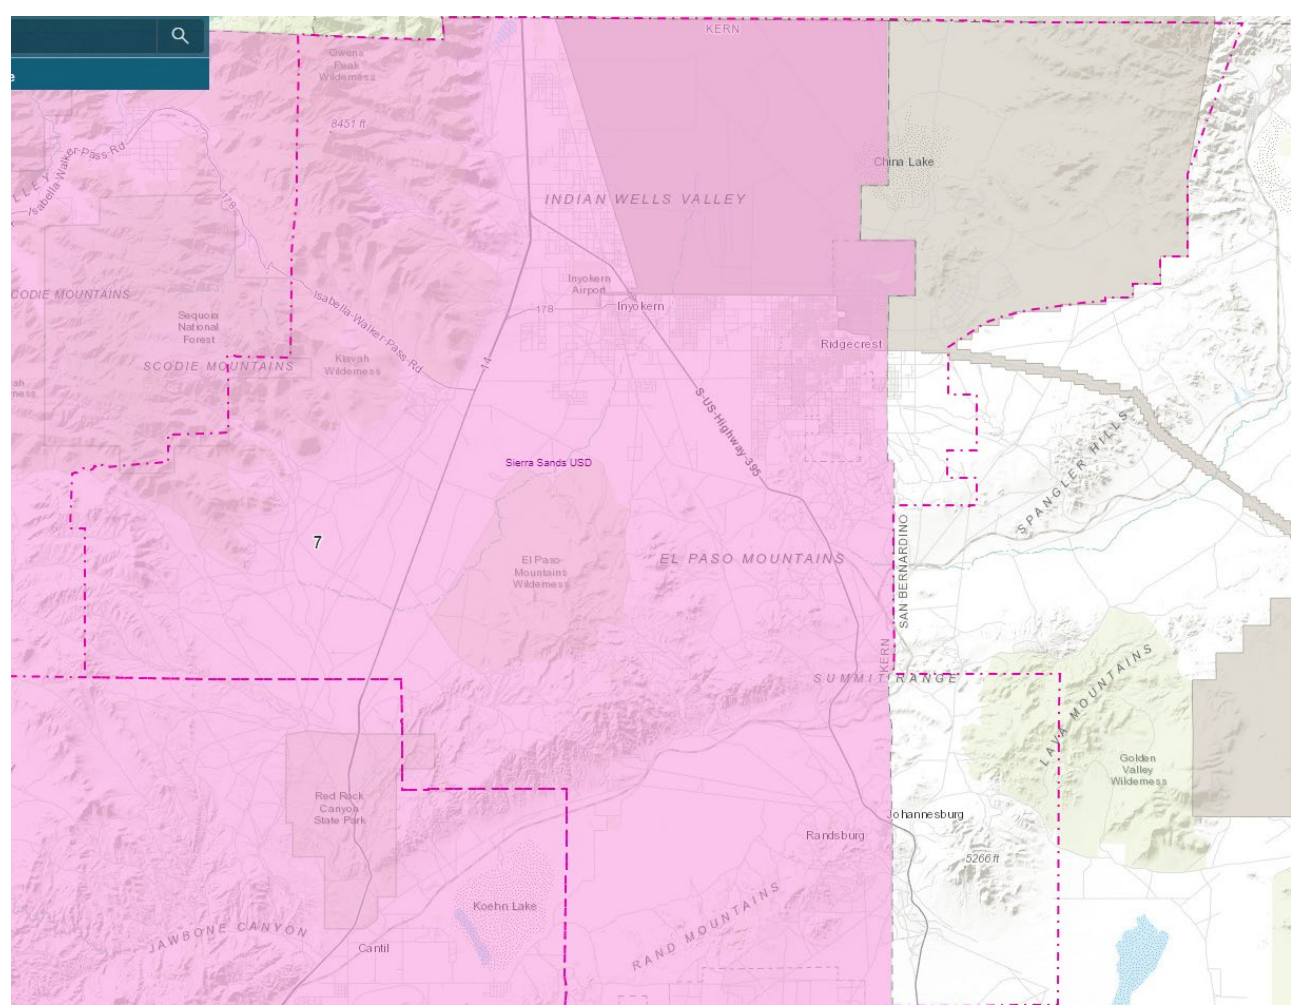 e
KERN
Owens
Peak
Wilderness
8451 ft
China Lake
Isabella-Walker-Pass-Rd
Isabella-Walker
178
INDIAN WELLS VALLEY
Inyokern
Airport
Inyokern
178
Isabella-Walker-Pass Rd
14
CODIE MOUNTAINS
Sequoia
National
Forest
Ridgecrest
SCODIE MOUNTAINS
Kiavah
Wilderness
S-US-Highway-395
Sierra Sands USD
SPANGLER HILLS
7
El Paso
Mountains
Wilderness
EL PASO MOUNTAINS
SAN BERNARDINO
KERN
SUMMIT RANGE
LAVA MOUNTAINS
Golden
Valley
Wilderness
Red Rock
Canyon
State Park
Johannesburg
Randsburg
5266 ft
Koehn Lake
JAWBONE CANYON
Cantil
RAND MOUNTAINS